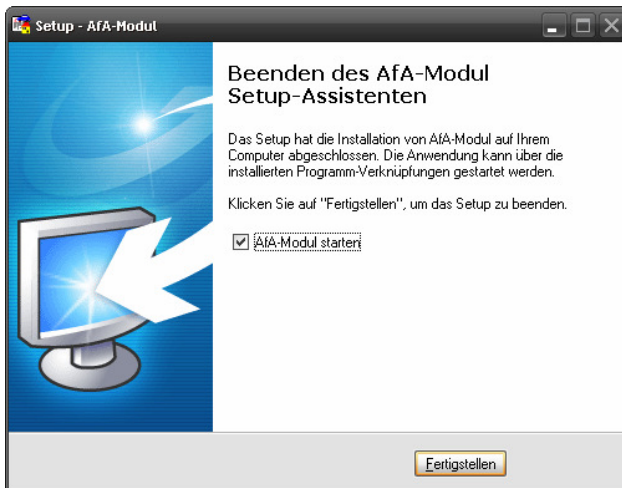 Setup - AfA-Modul
Beenden des AfA-Modul
Setup-Assistenten
Das Setup hat die Installation von AfA-Modul auf Ihrem
Computer abgeschlossen. Die Anwendung kann über die
installierten Programm-Verknüpfungen gestartet werden.
Klicken Sie auf "Fertigstellen", um das Setup zu beenden.
AfA-Modul starten
Fertigstellen